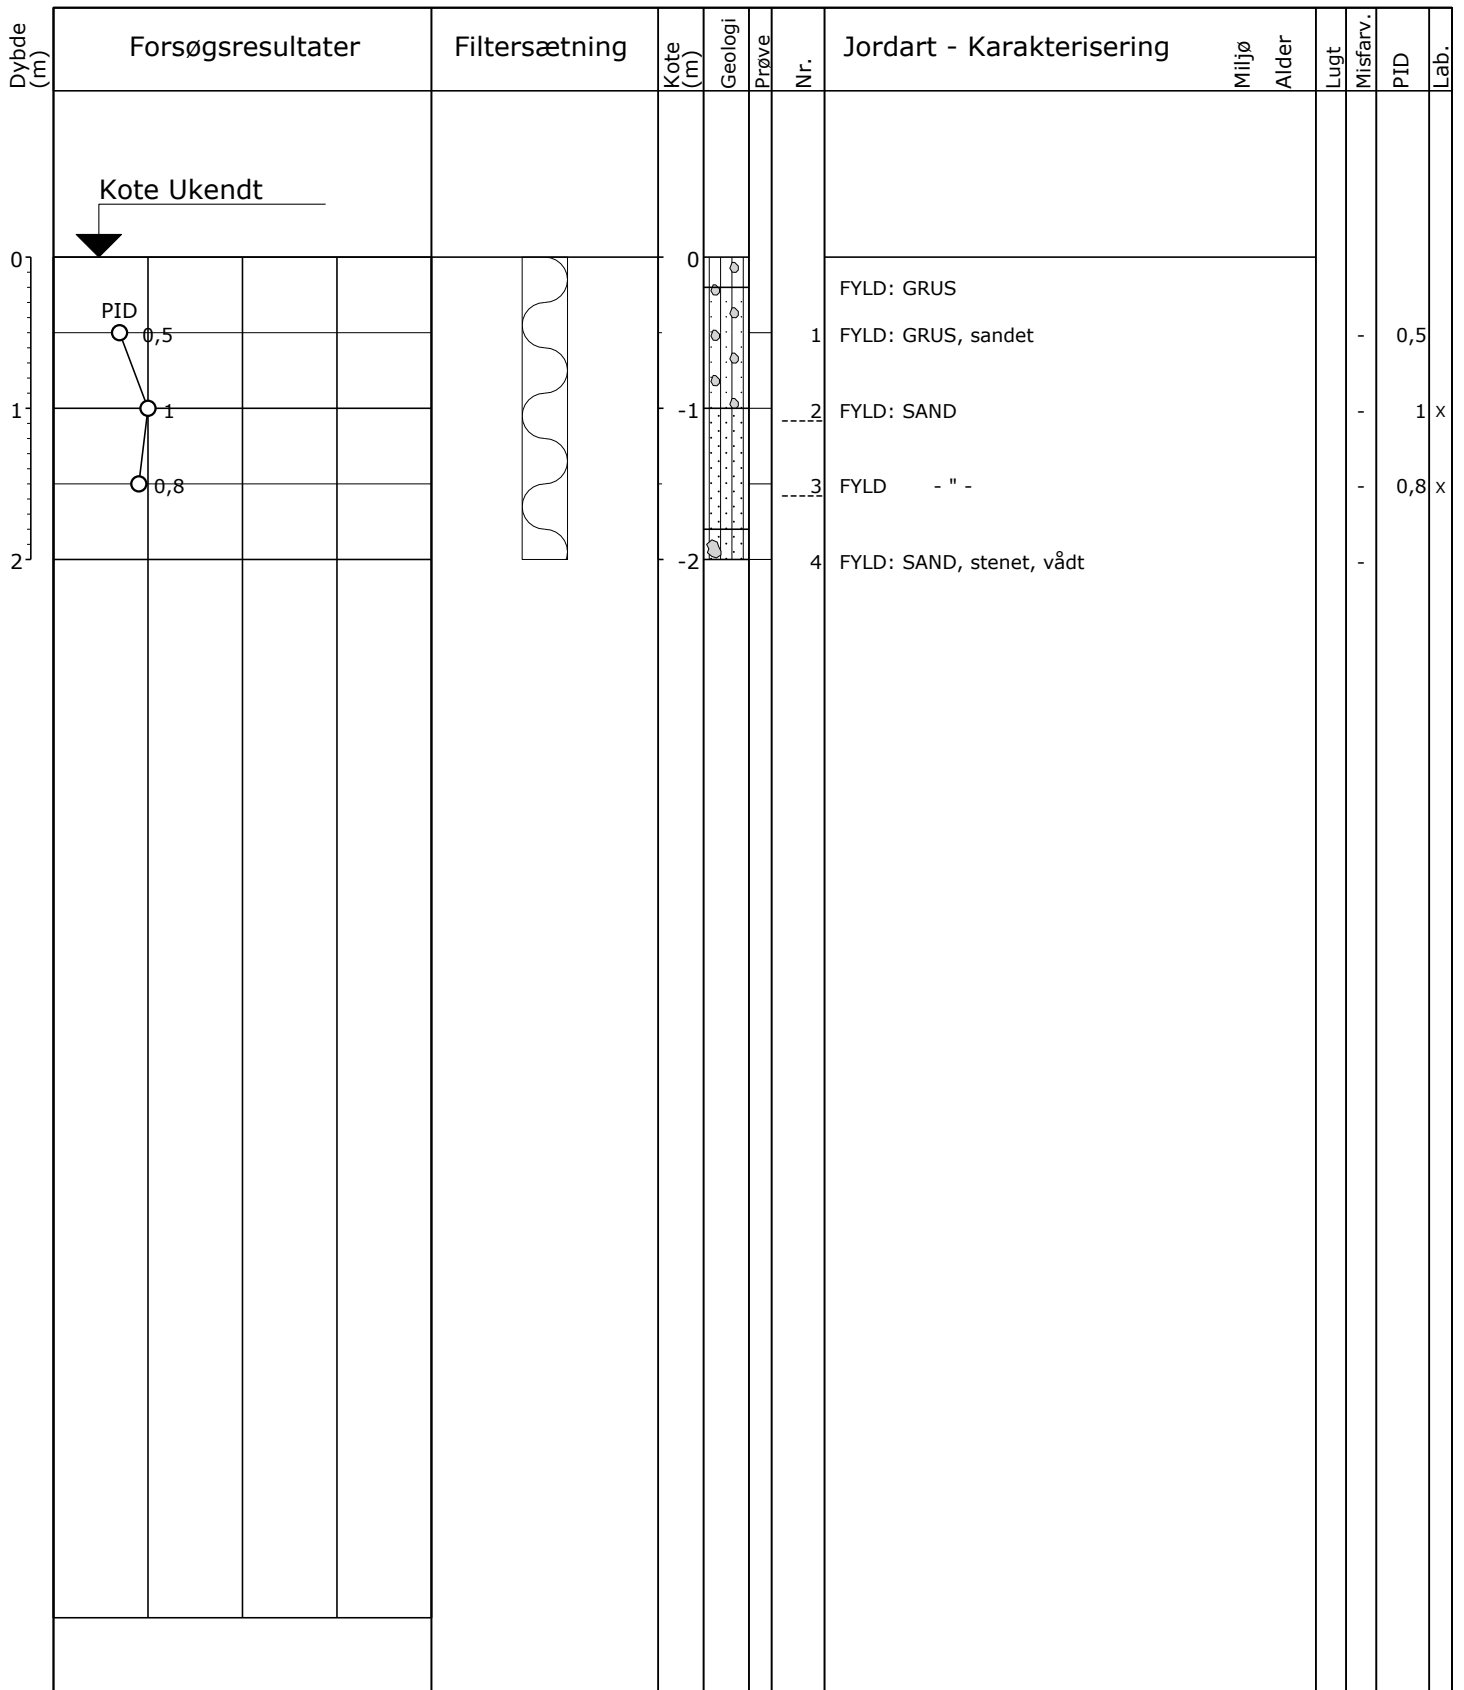 Dybde (m) Forsøgsresultater Filtersætning Kote (m) Geologi Prøve Nr. Jordart - Karakterisering Miljø Alder Lugt Misfarv. PID Lab.
Kote Ukendt
0 0
FYLD: GRUS
PID
0,5 1 FYLD: GRUS, sandet - 0,5
1 1 -1 2 FYLD: SAND - 1 x
0,8 3 FYLD - " - - 0,8 x
2 -2 4 FYLD: SAND, stenet, vådt -